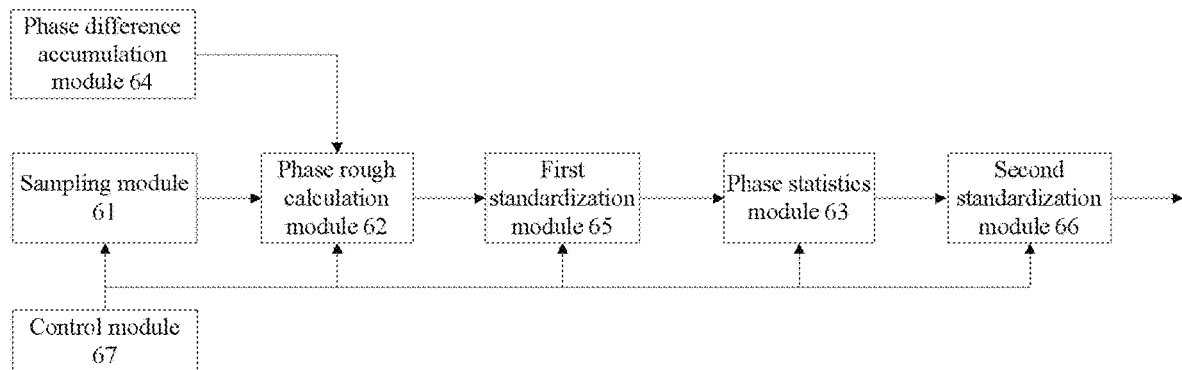 Phase difference
accumulation
module 64
Sampling module
61
Phase rough
calculation
module 62
First
standardization
module 65
Phase statistics
module 63
Second
standardization
module 66
Control module
67